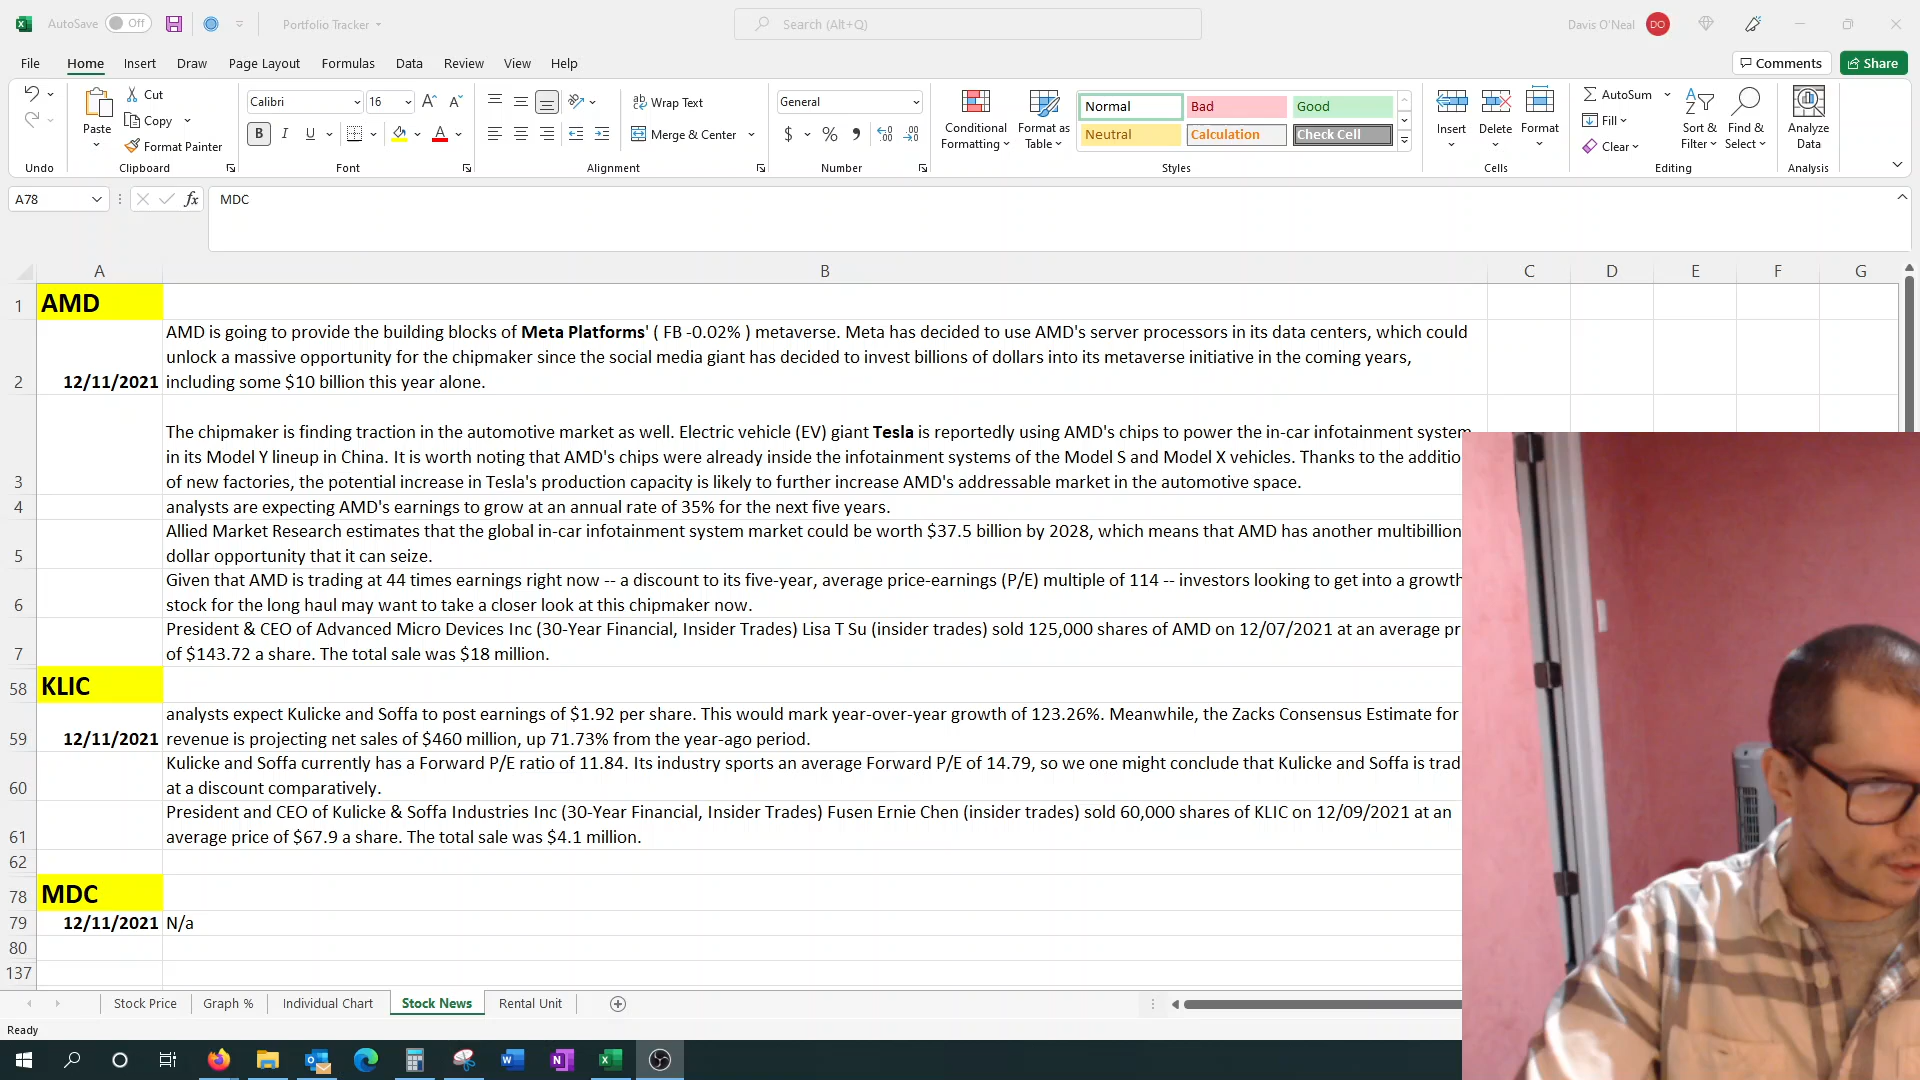 AutoSave Off Portfolio Tracker Search (Alt+Q) Davis O'Neal DO
File Home Insert Draw Page Layout Formulas Data Review View Help Comments Share
Paste Cut Copy Format Painter
Calibri 16 B I U A
Wrap Text Merge & Center
General $ % 9
Conditional Formatting Format as Table
Normal Bad Good
Neutral Calculation Check Cell
Insert Delete Format
AutoSum Fill Clear Sort & Filter Find & Select Analyze Data
Undo Clipboard Font Alignment Number Styles Cells Editing Analysis
A78 fx MDC
A B C D E F G
1 AMD
AMD is going to provide the building blocks of Meta Platforms' ( FB -0.02% ) metaverse. Meta has decided to use AMD's server processors in its data centers, which could
unlock a massive opportunity for the chipmaker since the social media giant has decided to invest billions of dollars into its metaverse initiative in the coming years,
2 12/11/2021 including some $10 billion this year alone.
The chipmaker is finding traction in the automotive market as well. Electric vehicle (EV) giant Tesla is reportedly using AMD's chips to power the in-car infotainment system
in its Model Y lineup in China. It is worth noting that AMD's chips were already inside the infotainment systems of the Model S and Model X vehicles. Thanks to the additio
3 of new factories, the potential increase in Tesla's production capacity is likely to further increase AMD's addressable market in the automotive space.
4 analysts are expecting AMD's earnings to grow at an annual rate of 35% for the next five years.
Allied Market Research estimates that the global in-car infotainment system market could be worth $37.5 billion by 2028, which means that AMD has another multibillion
5 dollar opportunity that it can seize.
Given that AMD is trading at 44 times earnings right now -- a discount to its five-year, average price-earnings (P/E) multiple of 114 -- investors looking to get into a growth
6 stock for the long haul may want to take a closer look at this chipmaker now.
President & CEO of Advanced Micro Devices Inc (30-Year Financial, Insider Trades) Lisa T Su (insider trades) sold 125,000 shares of AMD on 12/07/2021 at an average pr
7 of $143.72 a share. The total sale was $18 million.
58 KLIC
analysts expect Kulicke and Soffa to post earnings of $1.92 per share. This would mark year-over-year growth of 123.26%. Meanwhile, the Zacks Consensus Estimate for
59 12/11/2021 revenue is projecting net sales of $460 million, up 71.73% from the year-ago period.
Kulicke and Soffa currently has a Forward P/E ratio of 11.84. Its industry sports an average Forward P/E of 14.79, so we one might conclude that Kulicke and Soffa is trad
60 at a discount comparatively.
President and CEO of Kulicke & Soffa Industries Inc (30-Year Financial, Insider Trades) Fusen Ernie Chen (insider trades) sold 60,000 shares of KLIC on 12/09/2021 at an
61 average price of $67.9 a share. The total sale was $4.1 million.
62
78 MDC
79 12/11/2021 N/a
80
137
Stock Price Graph % Individual Chart Stock News Rental Unit
Ready